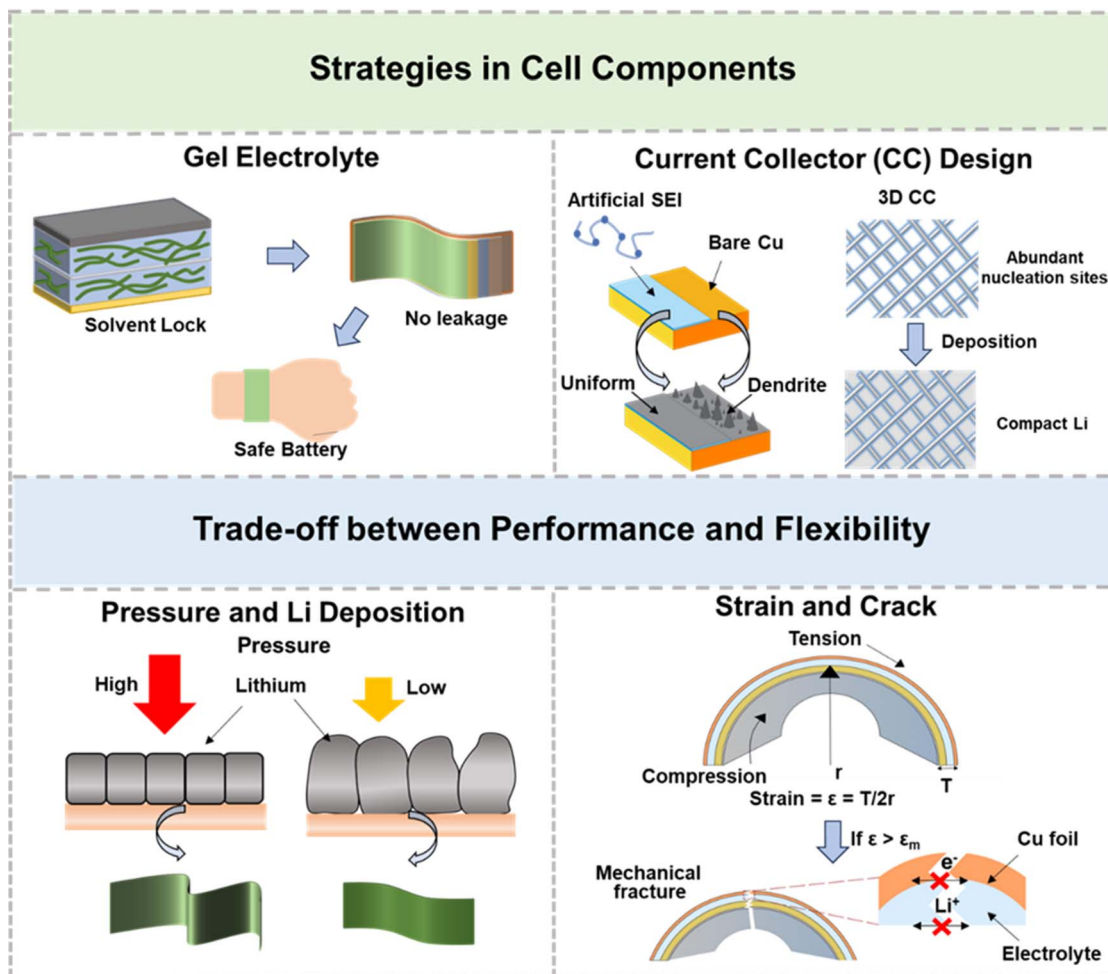 Strategies in Cell Components
Gel Electrolyte
Solvent Lock
No leakage
Safe Battery
Current Collector (CC) Design
Artificial SEI
Bare Cu
Uniform
Dendrite
3D CC
Abundant
nucleation sites
Deposition
Compact Li
Trade-off between Performance and Flexibility
Pressure and Li Deposition
Pressure
High
Lithium
Low
Strain and Crack
Tension
Compression
r
T
Strain = ε = T/2r
If ε > εₘ
Mechanical
fracture
e⁻
Cu foil
Li⁺
Electrolyte